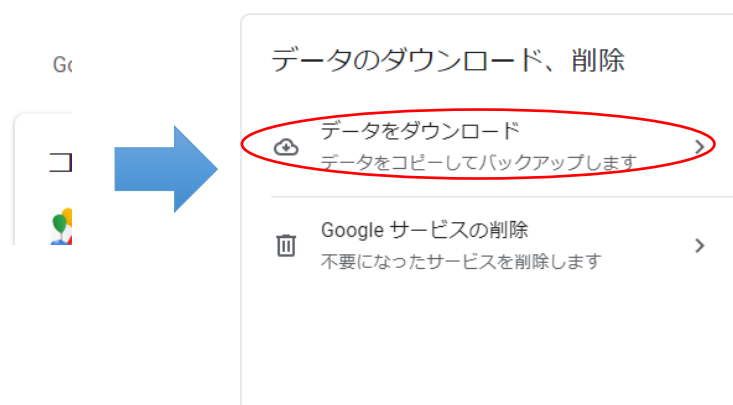 データのダウンロード、削除
データをダウンロード
データをコピーしてバックアップします
Google サービスの削除
不要になったサービスを削除します